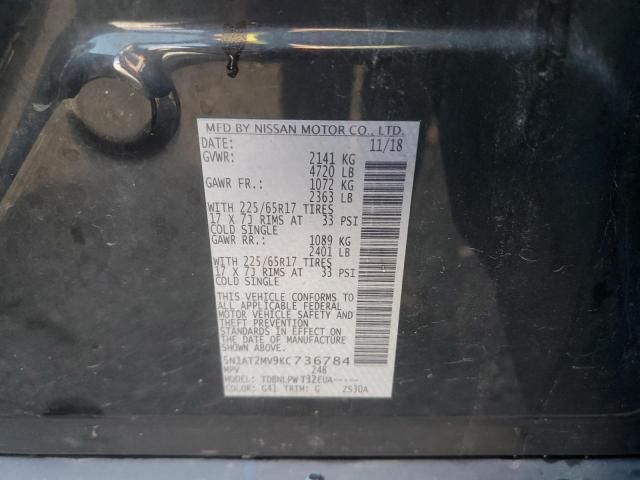 MFD BY NISSAN MOTOR CO., LTD.
DATE: 11/18
GVWR: 2141 KG
4720 LB
GAWR FR.: 1072 KG
2363 LB
WITH 225/65R17 TIRES
17 X 7J RIMS AT 33 PSI
COLD SINGLE
GAWR RR.: 1089 KG
2401 LB
WITH 225/65R17 TIRES
17 X 7J RIMS AT 33 PSI
COLD SINGLE
THIS VEHICLE CONFORMS TO
ALL APPLICABLE FEDERAL
MOTOR VEHICLE SAFETY AND
THEFT PREVENTION
STANDARDS IN EFFECT ON
THE DATE OF MANUFACTURE
SHOWN ABOVE.
5N1AT2MV9KC736784
MPV 248
MODEL: TDBNLPWT32EUA-----
COLOR: G41 TRIM: G 2S30A